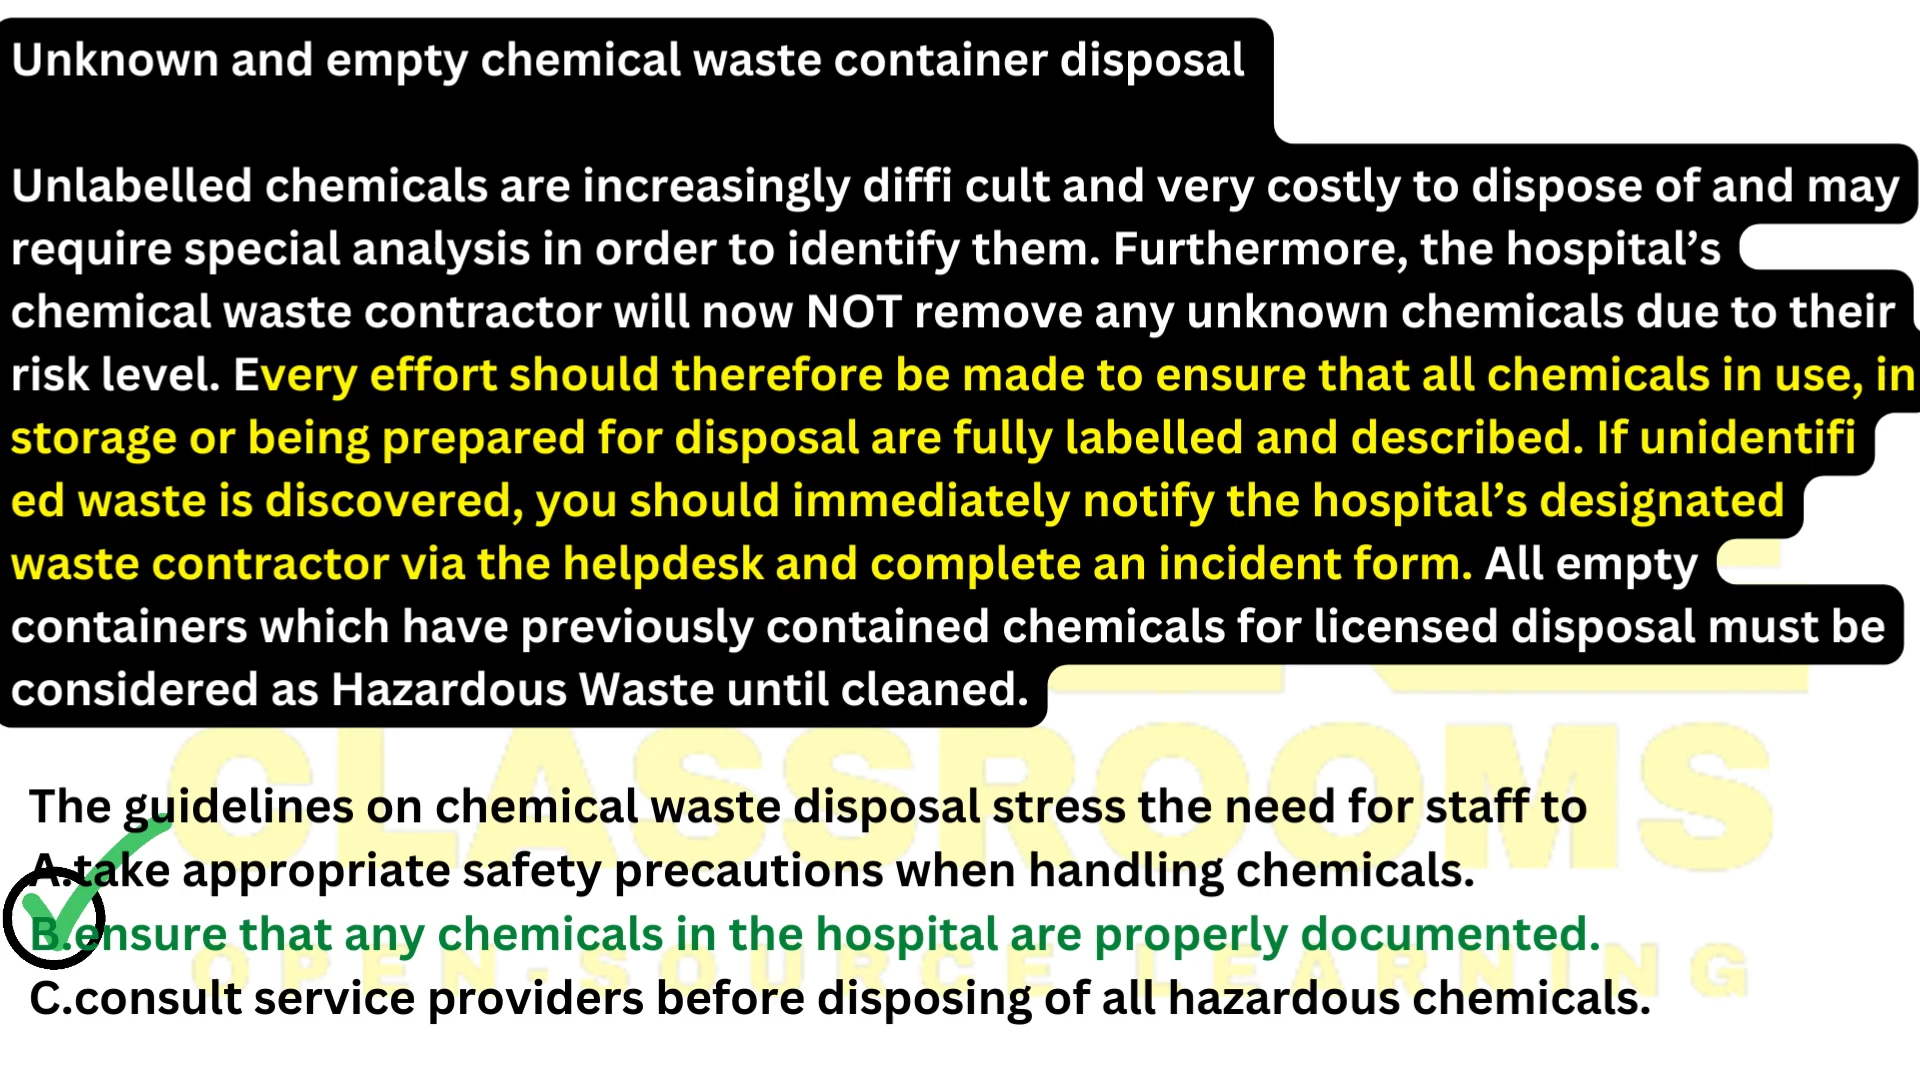 Unknown and empty chemical waste container disposal
Unlabelled chemicals are increasingly diffi cult and very costly to dispose of and may
require special analysis in order to identify them. Furthermore, the hospital’s
chemical waste contractor will now NOT remove any unknown chemicals due to their
risk level. Every effort should therefore be made to ensure that all chemicals in use, in
storage or being prepared for disposal are fully labelled and described. If unidentifi
ed waste is discovered, you should immediately notify the hospital’s designated
waste contractor via the helpdesk and complete an incident form. All empty
containers which have previously contained chemicals for licensed disposal must be
considered as Hazardous Waste until cleaned.
CLASSROOMS
The guidelines on chemical waste disposal stress the need for staff to
A.take appropriate safety precautions when handling chemicals.
B.ensure that any chemicals in the hospital are properly documented.
OPEN-SOURCE LEARNING
C.consult service providers before disposing of all hazardous chemicals.